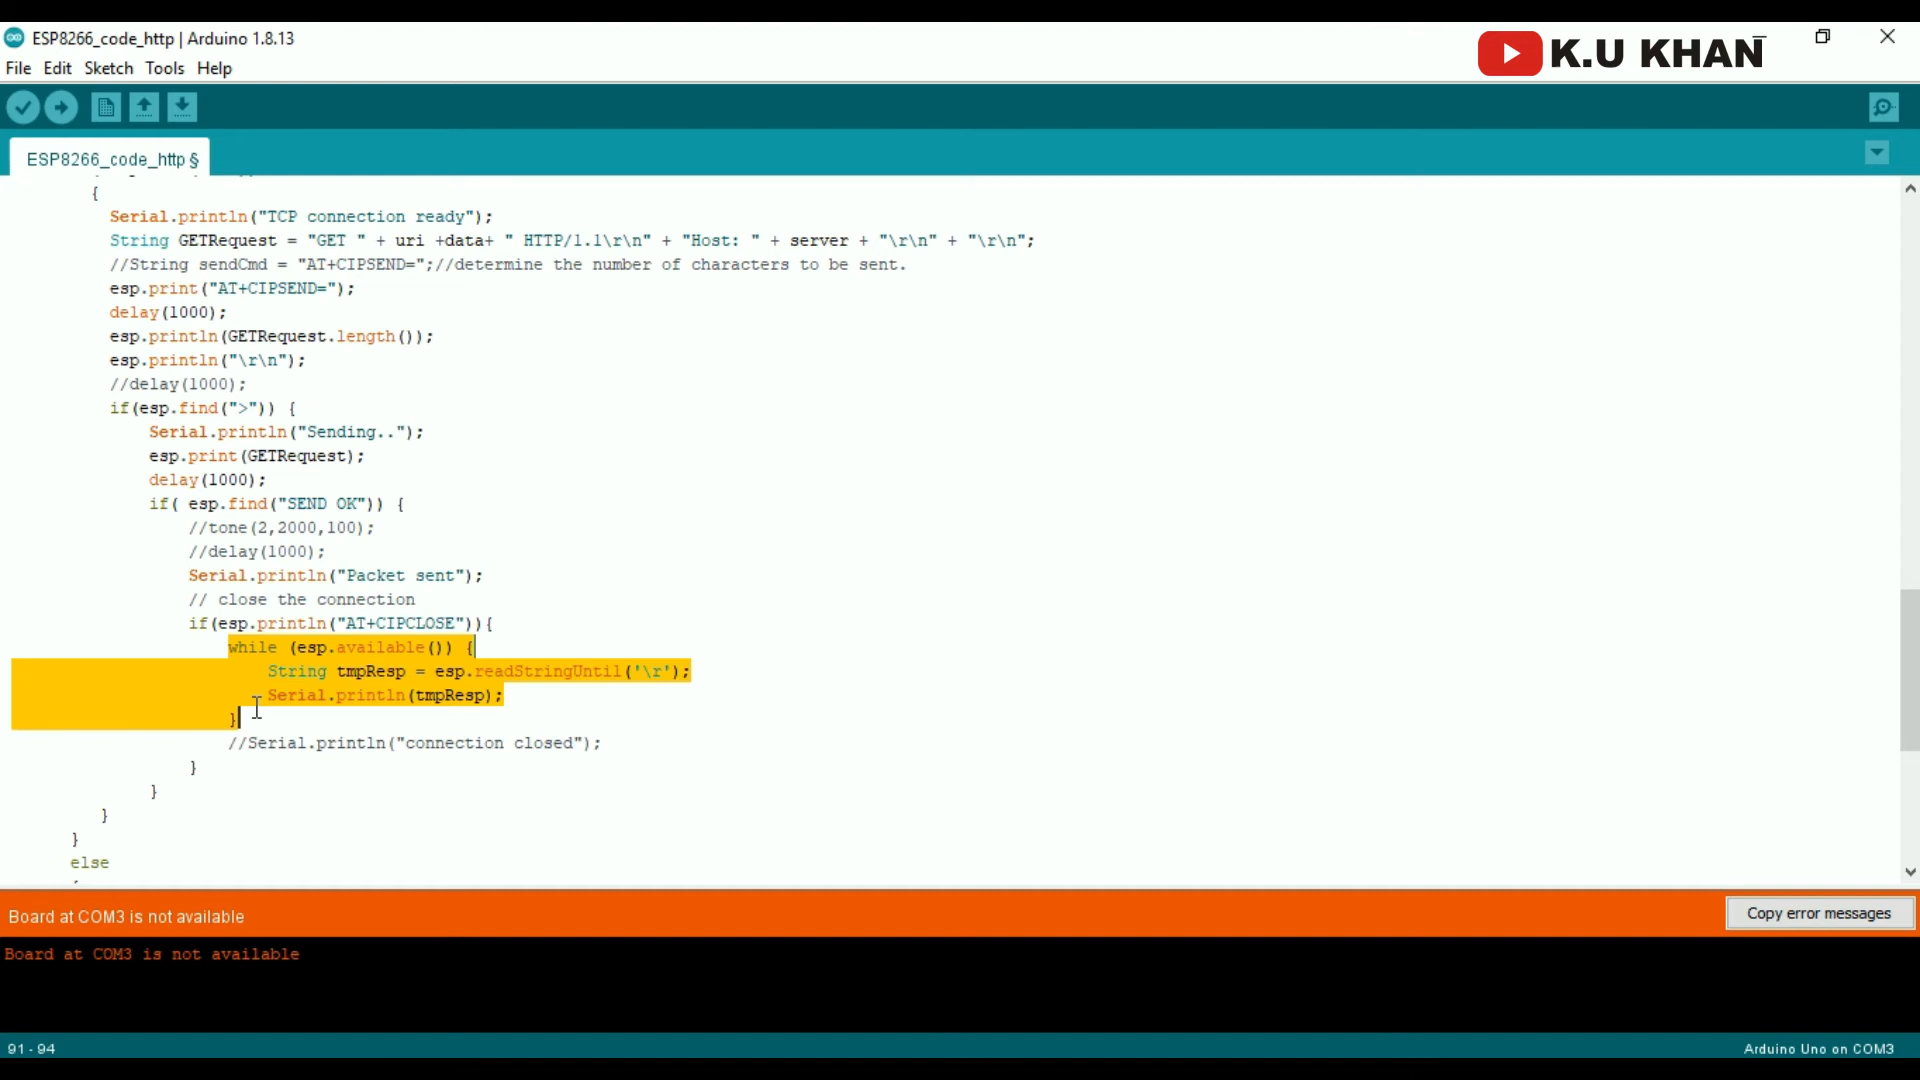 ESP8266_code_http | Arduino 1.8.13
K.U KHAN
File Edit Sketch Tools Help
ESP8266_code_http §
{
Serial.println("TCP connection ready");
String GETRequest = "GET " + uri +data+ " HTTP/1.1\r\n" + "Host: " + server + "\r\n" + "\r\n";
//String sendCmd = "AT+CIPSEND=";//determine the number of characters to be sent.
esp.print("AT+CIPSEND=");
delay(1000);
esp.println(GETRequest.length());
esp.println("\r\n");
//delay(1000);
if(esp.find(">")) {
Serial.println("Sending..");
esp.print(GETRequest);
delay(1000);
if( esp.find("SEND OK")) {
//tone(2,2000,100);
//delay(1000);
Serial.println("Packet sent");
// close the connection
if(esp.println("AT+CIPCLOSE")){
while (esp.available()) {
String tmpResp = esp.readStringUntil('\r');
Serial.println(tmpResp);
}
//Serial.println("connection closed");
}
}
}
}
else
Board at COM3 is not available
Copy error messages
Board at COM3 is not available
91 - 94
Arduino Uno on COM3